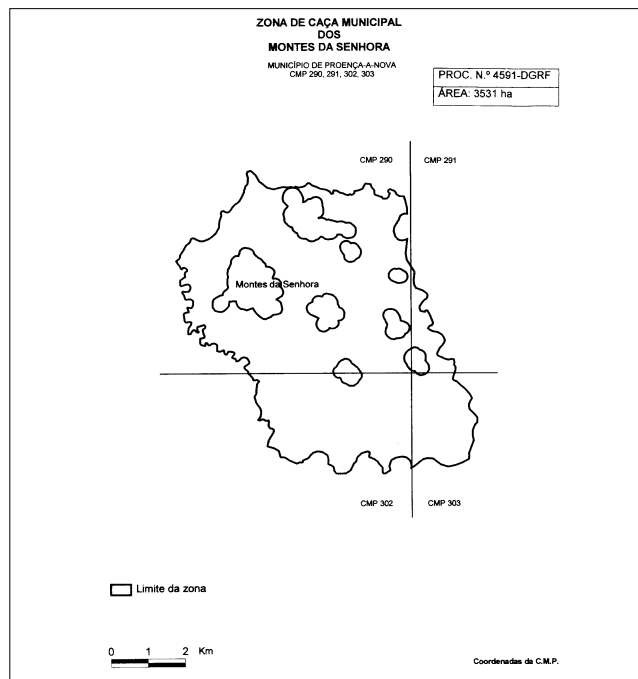 ZONA DE CAÇA MUNICIPAL
DOS
MONTES DA SENHORA
MUNICÍPIO DE PROENÇA-A-NOVA
CMP 290, 291, 302, 303
PROC. N.º 4591-DGRF
ÁREA: 3531 ha
CMP 290
CMP 291
Montes da Senhora
CMP 302
CMP 303
Limite da zona
0 1 2 Km
Coordenadas da C.M.P.